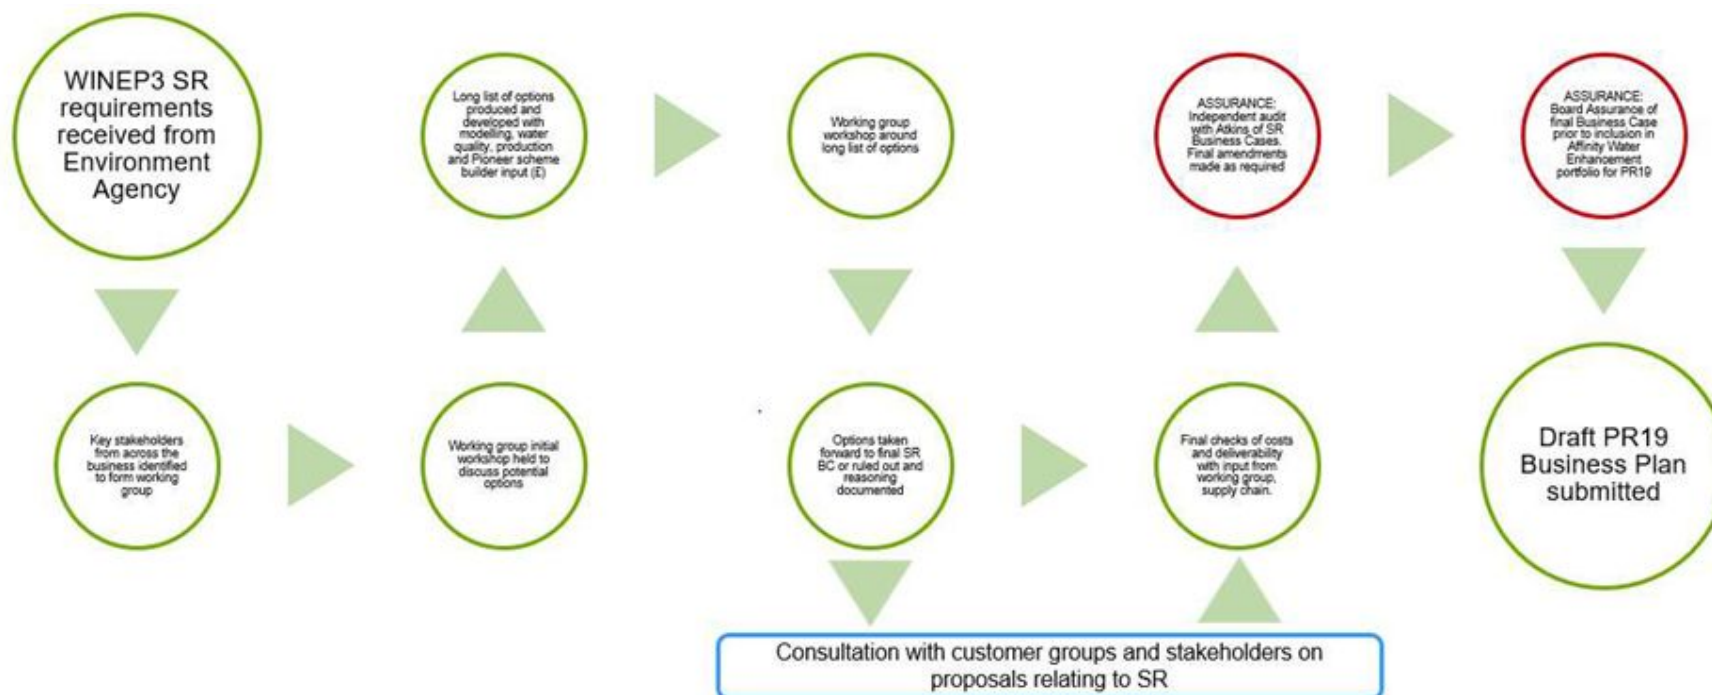 WINEP3 SR
requirements
received from
Environment
Agency
Key stakeholders
from across the
business identified
to form working
group
Working group initial
workshop held to
discuss potential
options
Long list of options
produced and
developed with
modelling, water
quality, production
and Pioneer scheme
builder input (£)
Working group
workshop around
long list of options
Options taken
forward to final SR
BC or ruled out and
reasoning
documented
Consultation with customer groups and stakeholders on
proposals relating to SR
Final checks of costs
and deliverability
with input from
working group,
supply chain.
ASSURANCE:
Independent audit
with Atkins of SR
Business Cases.
Final amendments
made as required
ASSURANCE:
Board Assurance of
final Business Case
prior to inclusion in
Affinity Water
Enhancement
portfolio for PR19
Draft PR19
Business Plan
submitted